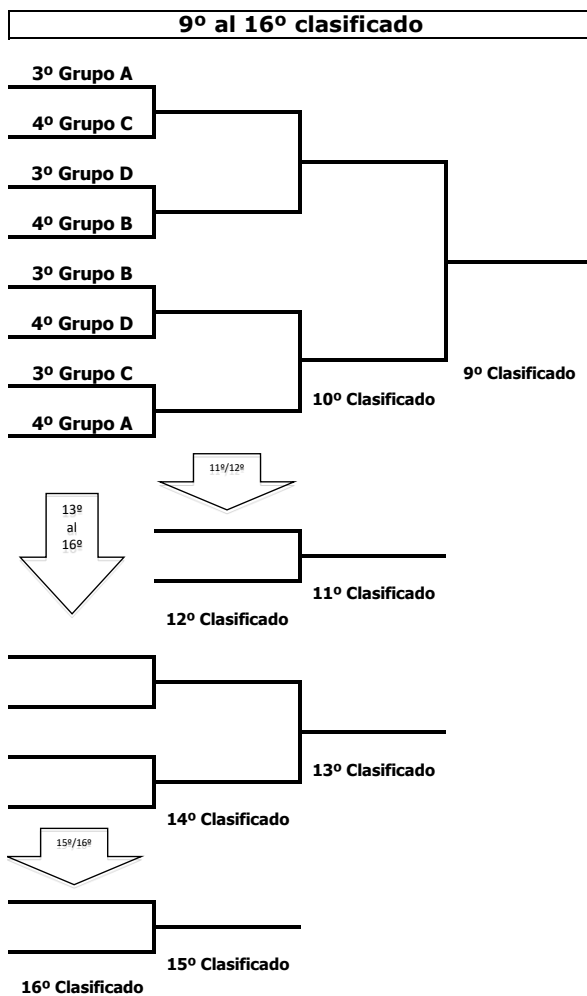 9º al 16º clasificado
3º Grupo A
4º Grupo C
3º Grupo D
4º Grupo B
3º Grupo B
4º Grupo D
3º Grupo C
4º Grupo A
9º Clasificado
10º Clasificado
11º/12º
13º
al
16º
11º Clasificado
12º Clasificado
13º Clasificado
14º Clasificado
15º/16º
15º Clasificado
16º Clasificado